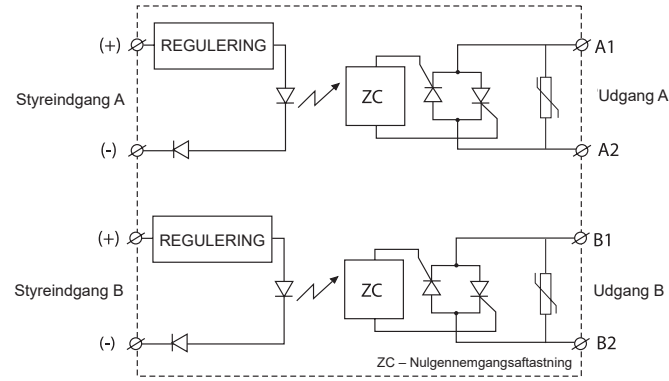 (+)
REGULERING
A1
Styreindgang A
ZC
Udgang A
(-)
A2
(+)
REGULERING
B1
Styreindgang B
ZC
Udgang B
(-)
B2
ZC – Nulgennemgangsaftastning